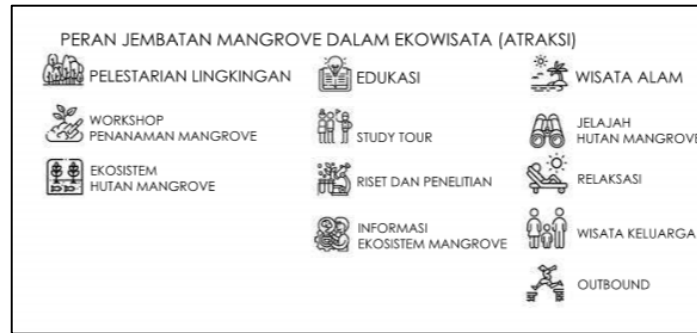 PERAN JEMBATAN MANGROVE DALAM EKOWISATA (ATRAKSI)
PELESTARIAN LINGKINGAN
WORKSHOP
PENANAMAN MANGROVE
EKOSISTEM
HUTAN MANGROVE
EDUKASI
STUDY TOUR
RISET DAN PENELITIAN
INFORMASI
EKOSISTEM MANGROVE
WISATA ALAM
JELAJAH
HUTAN MANGROVE
RELAKSASI
WISATA KELUARGA
OUTBOUND